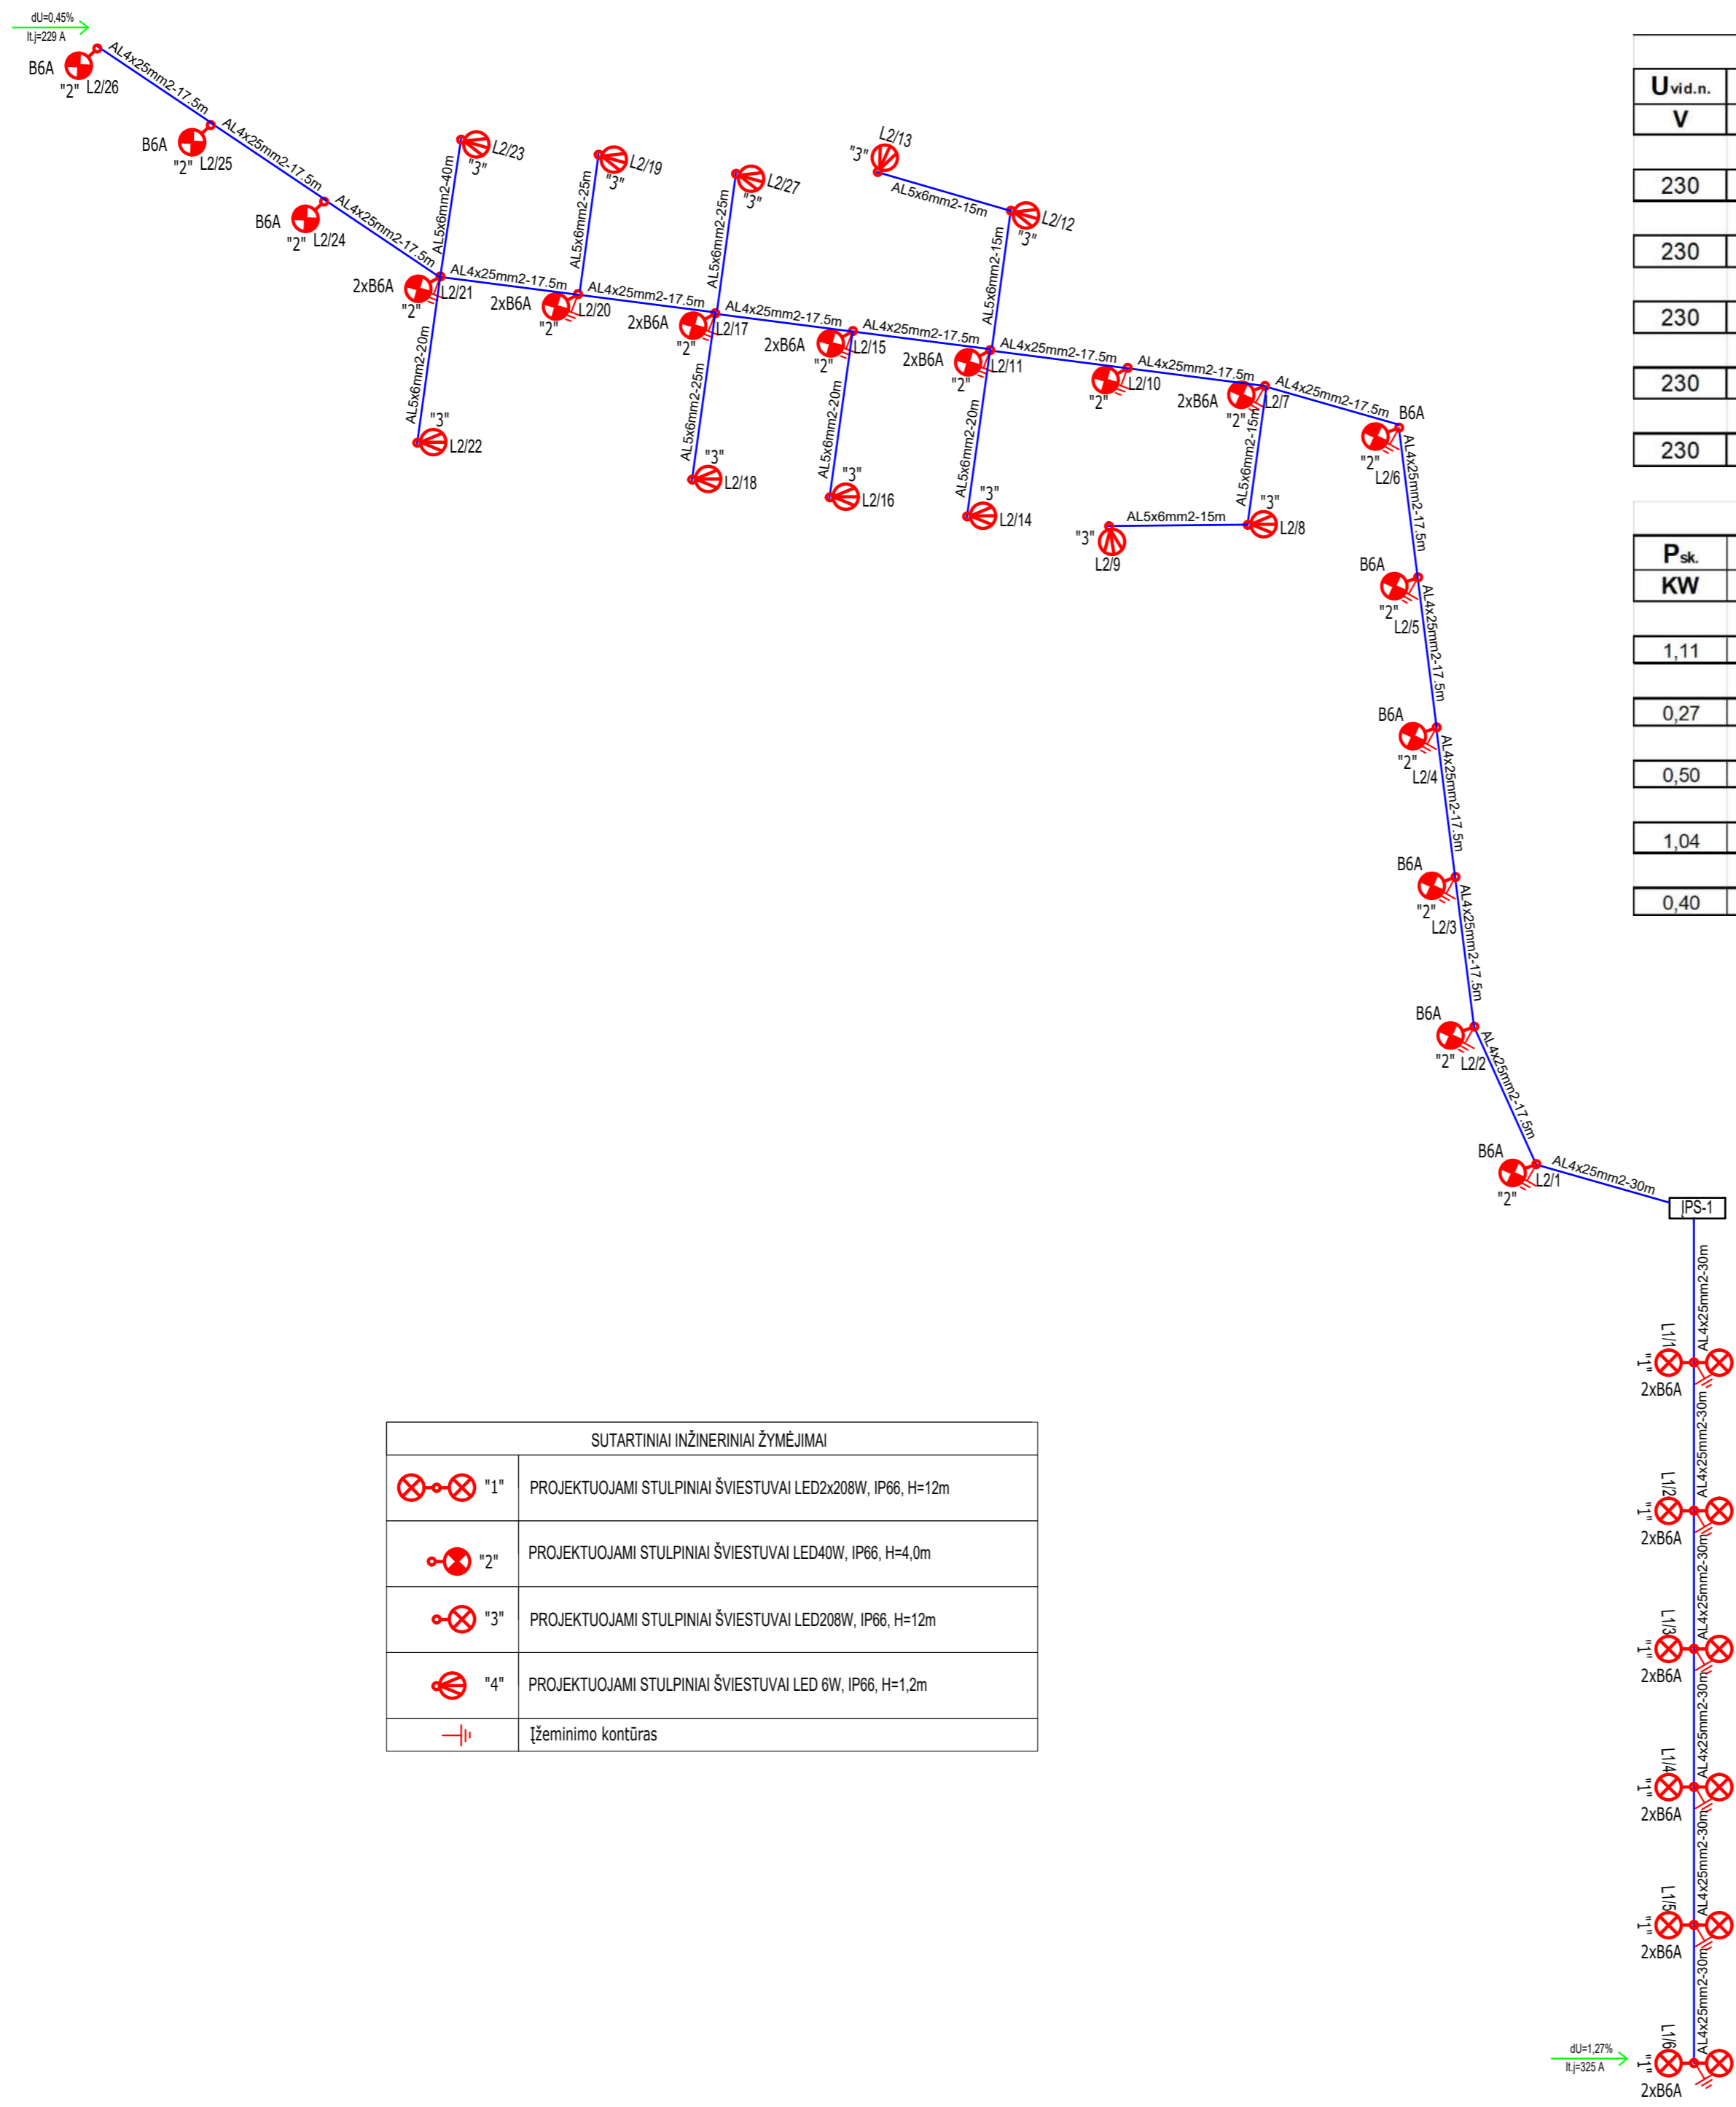 dU=0,45%
It.j=229 A
B6A
"2" L2/26
AL4x25mm2-17.5m
B6A
"2" L2/25
AL4x25mm2-17.5m
B6A
"2" L2/24
AL4x25mm2-17.5m
L2/23
"3"
AL5x6mm2-40m
2xB6A
"2"
L2/21
AL5x6mm2-20m
"3"
L2/22
AL4x25mm2-17.5m
L2/19
"3"
AL5x6mm2-25m
2xB6A
"2"
L2/20
AL4x25mm2-17.5m
L2/27
"3"
AL5x6mm2-25m
2xB6A
"2"
L2/17
AL5x6mm2-25m
"3"
L2/18
AL4x25mm2-17.5m
2xB6A
"2"
L2/15
AL5x6mm2-20m
"3"
L2/16
AL4x25mm2-17.5m
L2/13
"3"
AL5x6mm2-15m
L2/12
"3"
AL5x6mm2-15m
2xB6A
"2"
L2/11
AL5x6mm2-20m
"3"
L2/14
AL4x25mm2-17.5m
"2"
L2/10
AL4x25mm2-17.5m
2xB6A
"2"
L2/7
AL5x6mm2-15m
"3"
L2/8
AL5x6mm2-15m
"3"
L2/9
AL4x25mm2-17.5m
B6A
"2"
L2/6
AL4x25mm2-17.5m
B6A
"2"
L2/5
AL4x25mm2-17.5m
B6A
"2"
L2/4
AL4x25mm2-17.5m
B6A
"2"
L2/3
AL4x25mm2-17.5m
B6A
"2" L2/2
AL4x25mm2-17.5m
B6A
"2"
L2/1
AL4x25mm2-30m
ĮPS-1
AL4x25mm2-30m
L1/1
"1"
2xB6A
AL4x25mm2-30m
L1/2
"1"
2xB6A
AL4x25mm2-30m
L1/3
"1"
2xB6A
AL4x25mm2-30m
L1/4
"1"
2xB6A
AL4x25mm2-30m
L1/5
"1"
2xB6A
AL4x25mm2-30m
L1/6
"1"
2xB6A
dU=1,27%
It.j=325 A
Uvid.n.
V
230
230
230
230
230
Psk.
KW
1,11
0,27
0,50
1,04
0,40
SUTARTINIAI INŽINERINIAI ŽYMĖJIMAI
"1" PROJEKTUOJAMI STULPINIAI ŠVIESTUVAI LED2x208W, IP66, H=12m
"2" PROJEKTUOJAMI STULPINIAI ŠVIESTUVAI LED40W, IP66, H=4,0m
"3" PROJEKTUOJAMI STULPINIAI ŠVIESTUVAI LED208W, IP66, H=12m
"4" PROJEKTUOJAMI STULPINIAI ŠVIESTUVAI LED 6W, IP66, H=1,2m
Įžeminimo kontūras